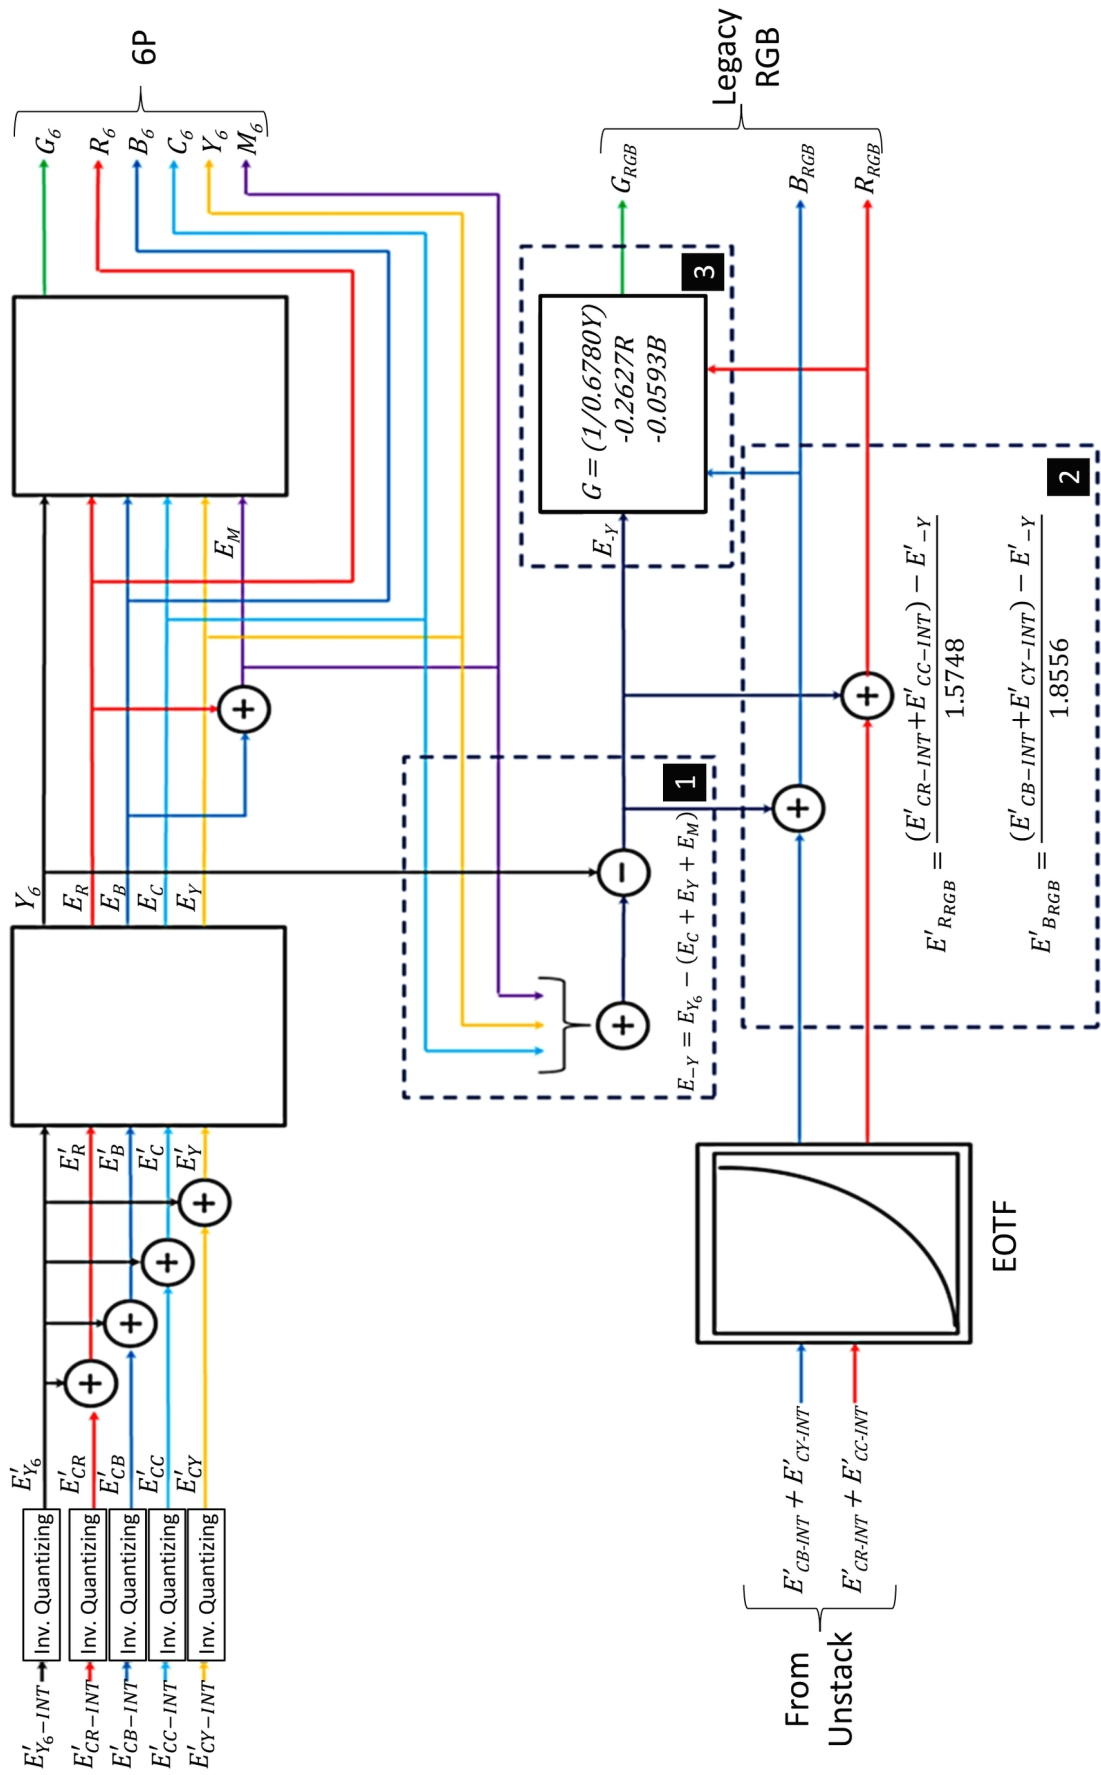 E′Y6−INT
E′CR−INT
E′CB−INT
E′CC−INT
E′CY−INT
Inv. Quantizing
Inv. Quantizing
Inv. Quantizing
Inv. Quantizing
Inv. Quantizing
E′Y6
E′CR
E′CB
E′CC
E′CY
+
+
+
+
E′R
E′B
E′C
E′Y
Y6
ER
EB
EC
EY
+
EM
G6
R6
B6
C6
Y6
M6
6P
+
−
E−Y = EY6 − (EC + EY + EM)
1
E-Y
G = (1/0.6780Y)
-0.2627R
-0.0593B
3
GRGB
BRGB
RRGB
Legacy
RGB
From
Unstack
E′CB-INT + E′CY-INT
E′CR-INT + E′CC-INT
EOTF
+
+
E′RRGB = (E′CR−INT+E′CC−INT) − E′−Y
1.5748
E′BRGB = (E′CB−INT+E′CY−INT) − E′−Y
1.8556
2